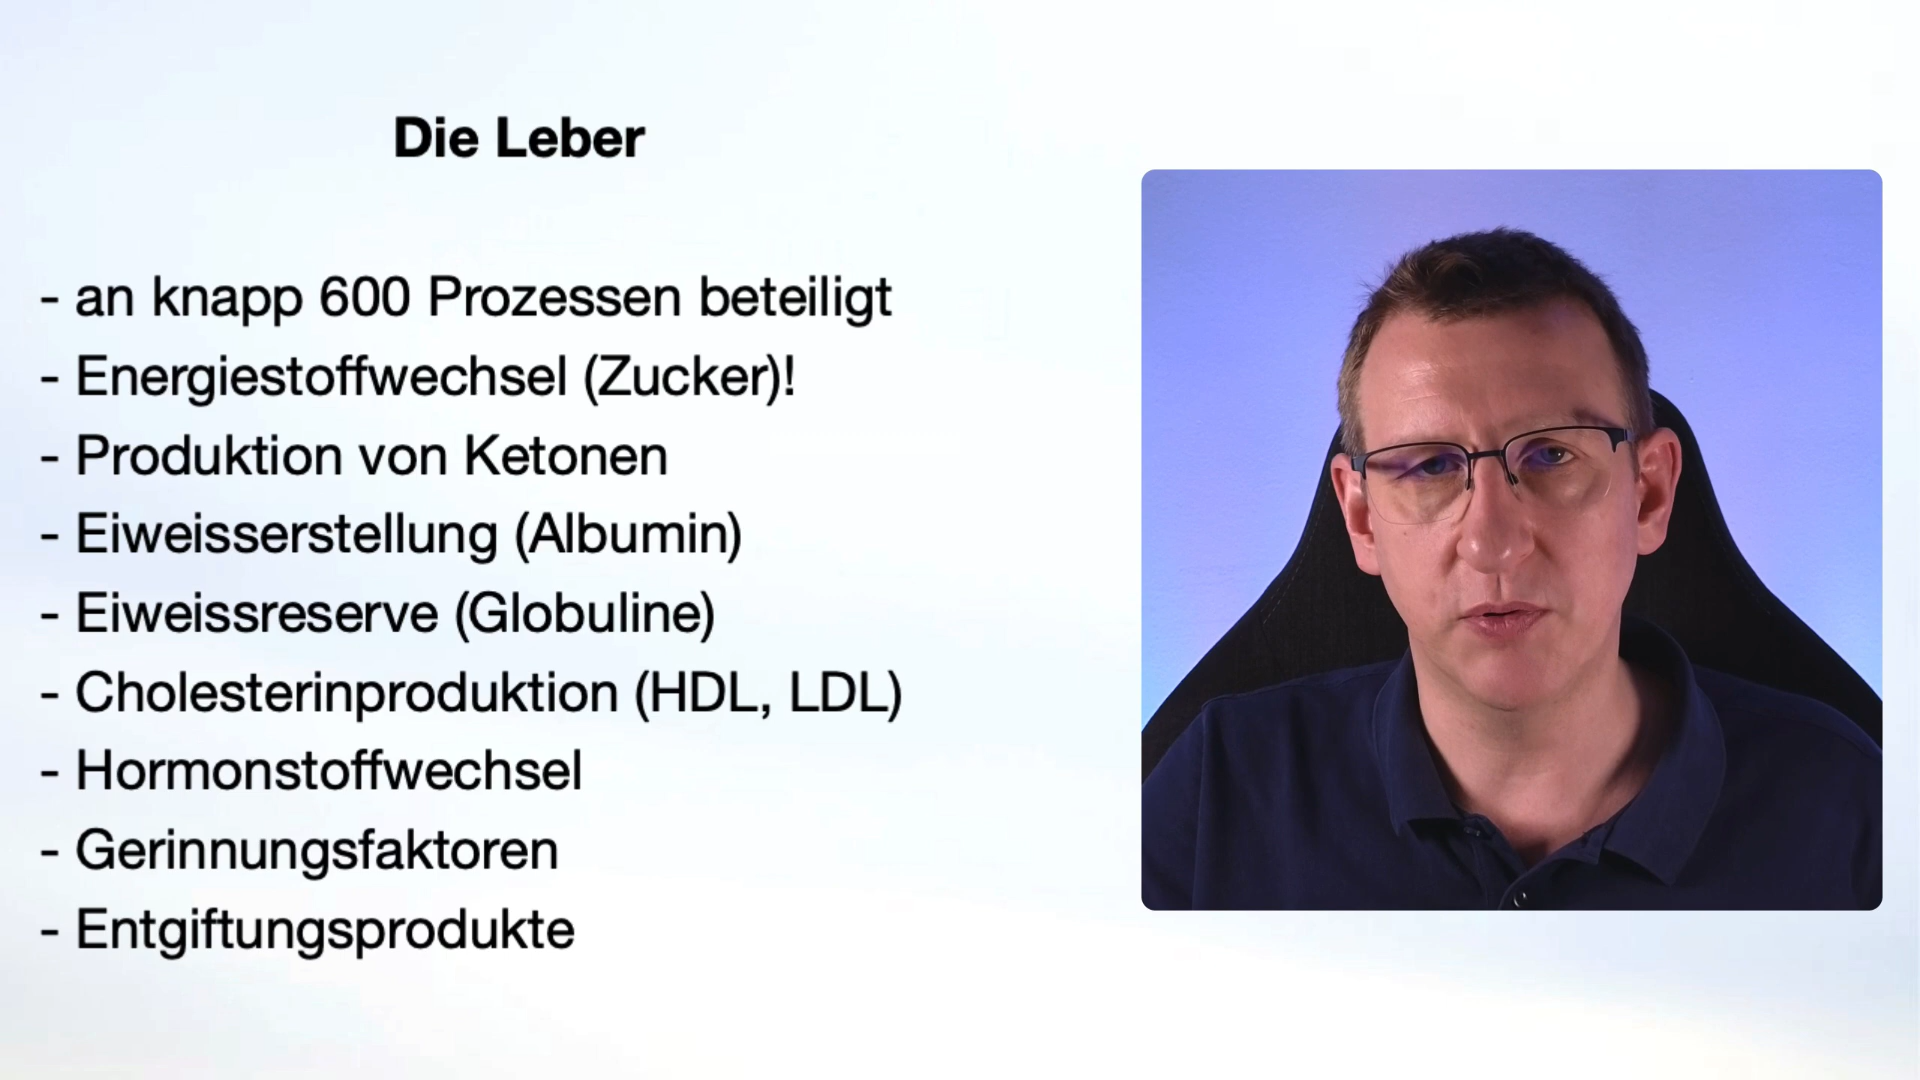 Die Leber
- an knapp 600 Prozessen beteiligt
- Energiestoffwechsel (Zucker)!
- Produktion von Ketonen
- Eiweisserstellung (Albumin)
- Eiweissreserve (Globuline)
- Cholesterinproduktion (HDL, LDL)
- Hormonstoffwechsel
- Gerinnungsfaktoren
- Entgiftungsprodukte